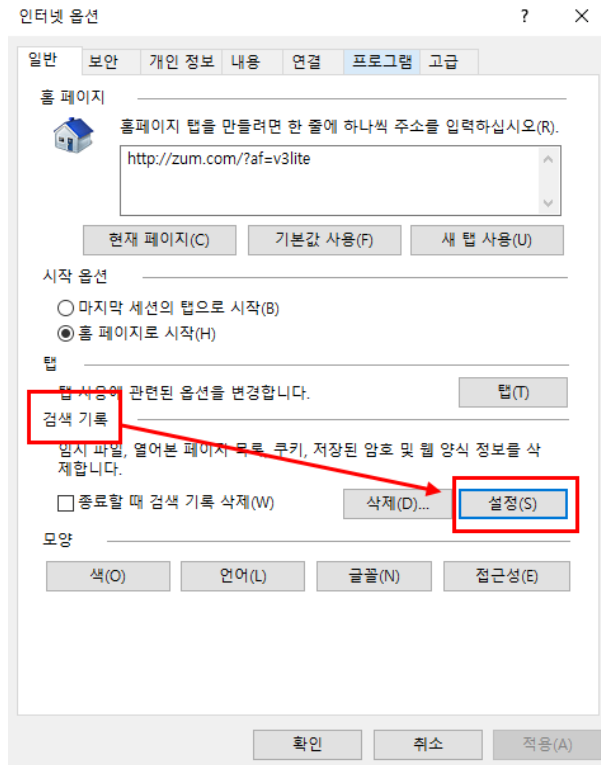 인터넷 옵션 ?
일반 보안 개인 정보 내용 연결 프로그램 고급
홈 페이지
홈페이지 탭을 만들려면 한 줄에 하나씩 주소를 입력하십시오(R).
http://zum.com/?af=v3lite
현재 페이지(C) 기본값 사용(F) 새 탭 사용(U)
시작 옵션
마지막 세션의 탭으로 시작(B)
홈 페이지로 시작(H)
탭
탭 사용에 관련된 옵션을 변경합니다. 탭(T)
검색 기록
임시 파일, 열어본 페이지 목록, 쿠키, 저장된 암호 및 웹 양식 정보를 삭
제합니다.
종료할 때 검색 기록 삭제(W) 삭제(D)... 설정(S)
모양
색(O) 언어(L) 글꼴(N) 접근성(E)
확인 취소 적용(A)